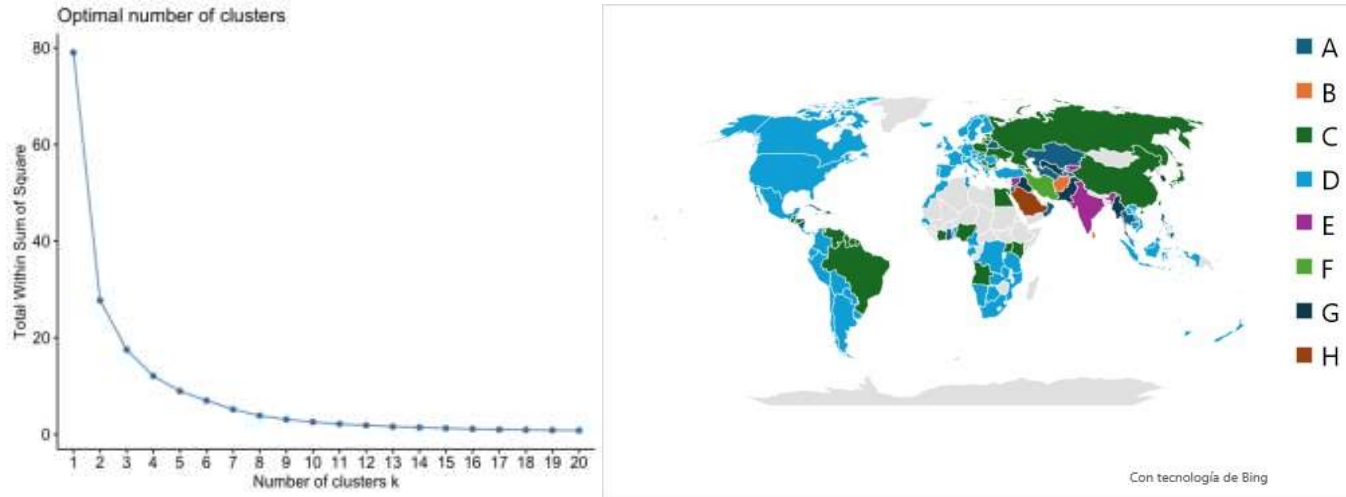 Optimal number of clusters
Total Within Sum of Square
80
60
40
20
0
1 2 3 4 5 6 7 8 9 10 11 12 13 14 15 16 17 18 19 20
Number of clusters k
A
B
C
D
E
F
G
H
Con tecnología de Bing